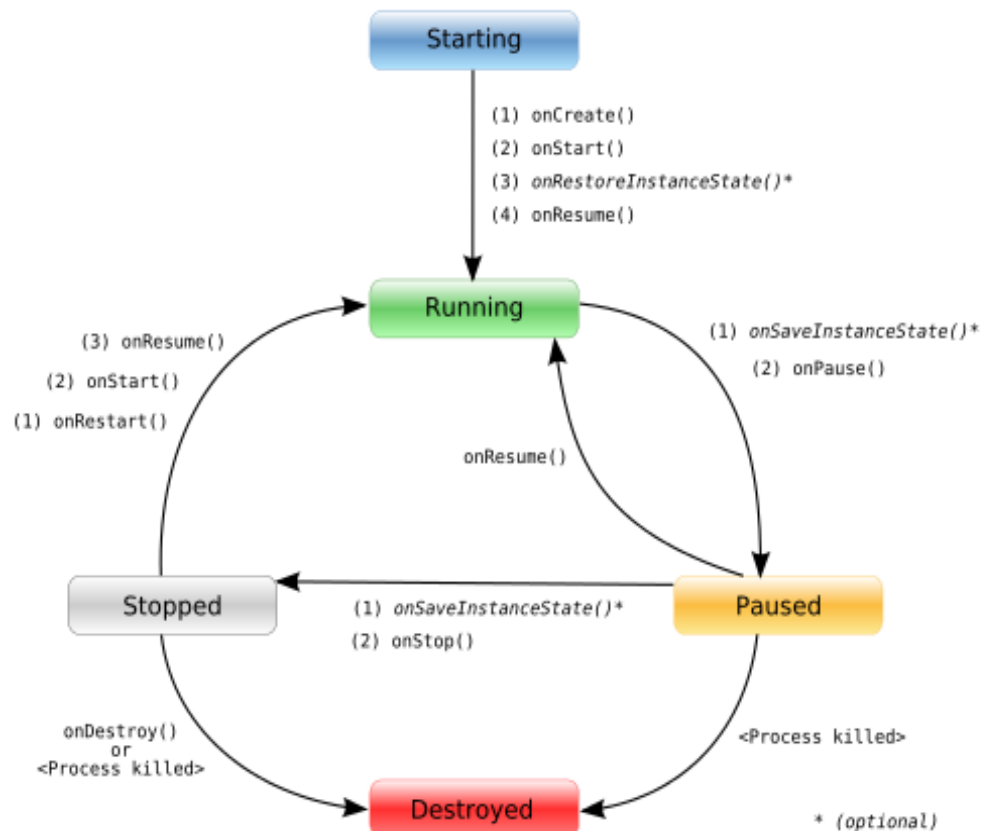 Starting
(1) onCreate()
(2) onStart()
(3) onRestoreInstanceState()*
(4) onResume()
Running
(3) onResume()
(2) onStart()
(1) onRestart()
(1) onSaveInstanceState()*
(2) onPause()
onResume()
Stopped
(1) onSaveInstanceState()*
(2) onStop()
Paused
onDestroy()
or
<Process killed>
<Process killed>
Destroyed
* (optional)